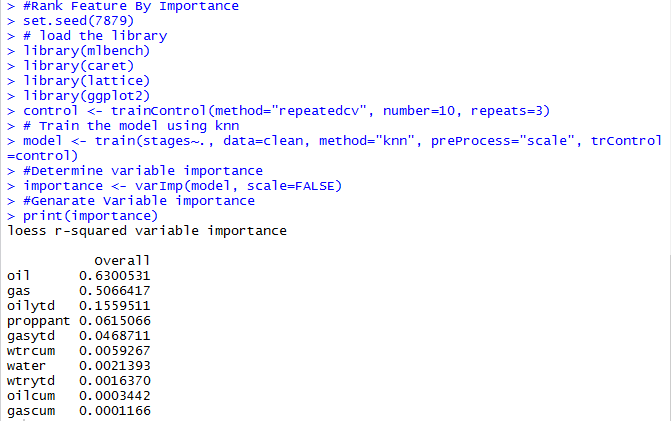 > #Rank Feature By Importance
> set.seed(7879)
> # load the library
> library(mlbench)
> library(caret)
> library(lattice)
> library(ggplot2)
> control <- trainControl(method="repeatedcv", number=10, repeats=3)
> # Train the model using knn
> model <- train(stages~., data=clean, method="knn", preProcess="scale", trControl
=control)
> #Determine variable importance
> importance <- varImp(model, scale=FALSE)
> #Genarate Variable importance
> print(importance)
loess r-squared variable importance
Overall
oil 0.6300531
gas 0.5066417
oilytd 0.1559511
proppant 0.0615066
gasytd 0.0468711
wtrcum 0.0059267
water 0.0021393
wtrytd 0.0016370
oilcum 0.0003442
gascum 0.0001166